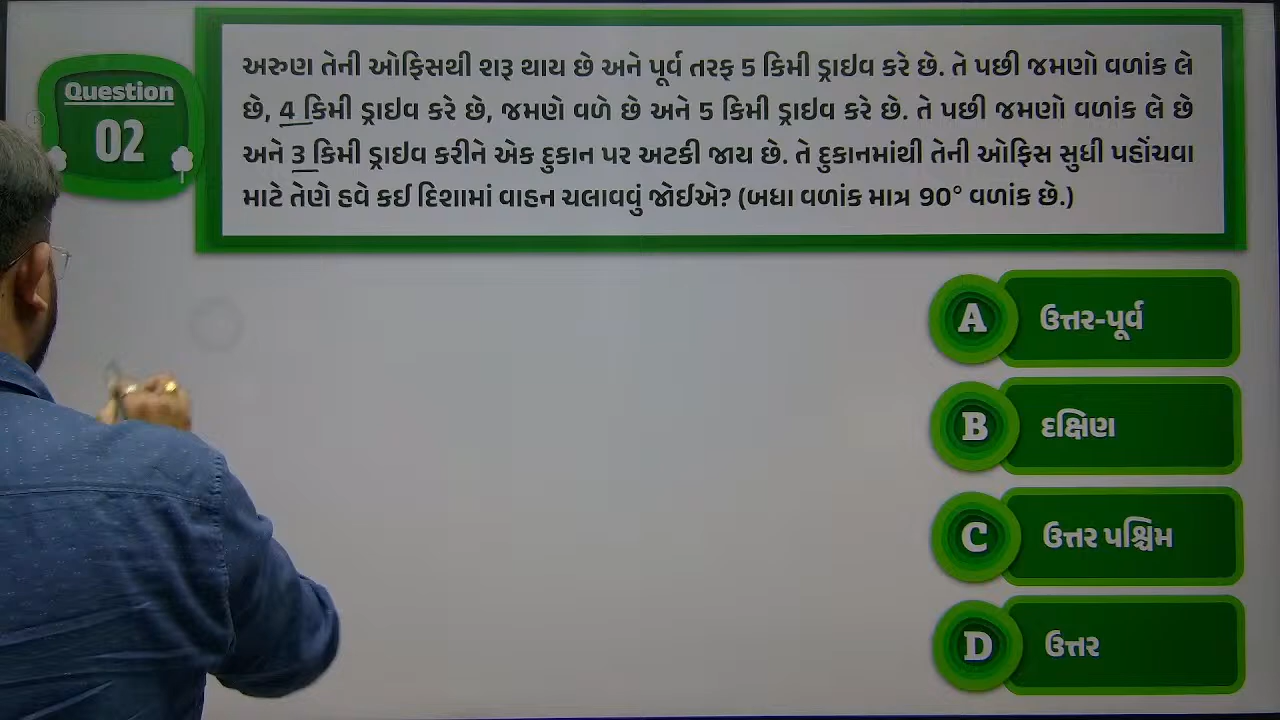 Question
02
અરુણ તેની ઓફિસથી શરૂ થાય છે અને પૂર્વ તરફ 5 કિમી ડ્રાઇવ કરે છે. તે પછી જમણો વળાંક લે
છે, 4 કિમી ડ્રાઇવ કરે છે, જમણે વળે છે અને 5 કિમી ડ્રાઇવ કરે છે. તે પછી જમણો વળાંક લે છે
અને 3 કિમી ડ્રાઇવ કરીને એક દુકાન પર અટકી જાય છે. તે દુકાનમાંથી તેની ઓફિસ સુધી પહોંચવા
માટે તેણે હવે કઈ દિશામાં વાહન ચલાવવું જોઈએ? (બધા વળાંક માત્ર 90° વળાંક છે.)
A ઉત્તર-પૂર્વ
B દક્ષિણ
C ઉત્તર પશ્ચિમ
D ઉત્તર